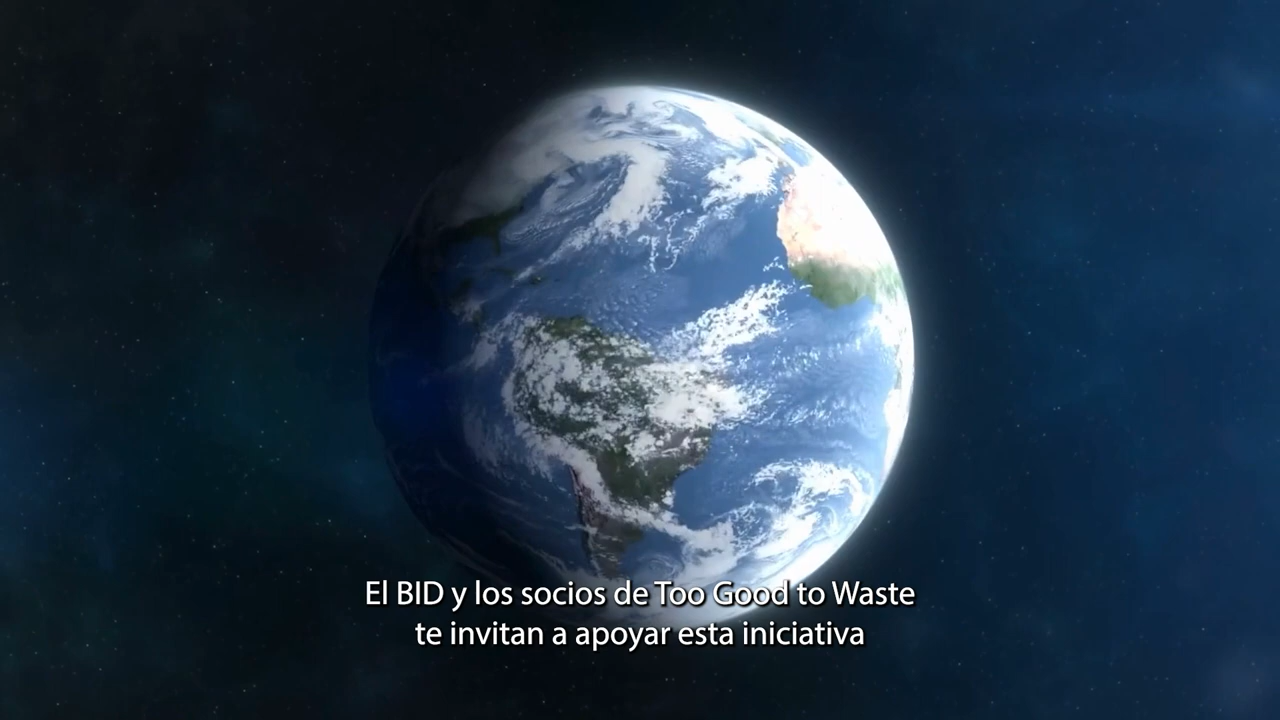 El BID y los socios de Too Good to Waste
te invitan a apoyar esta iniciativa